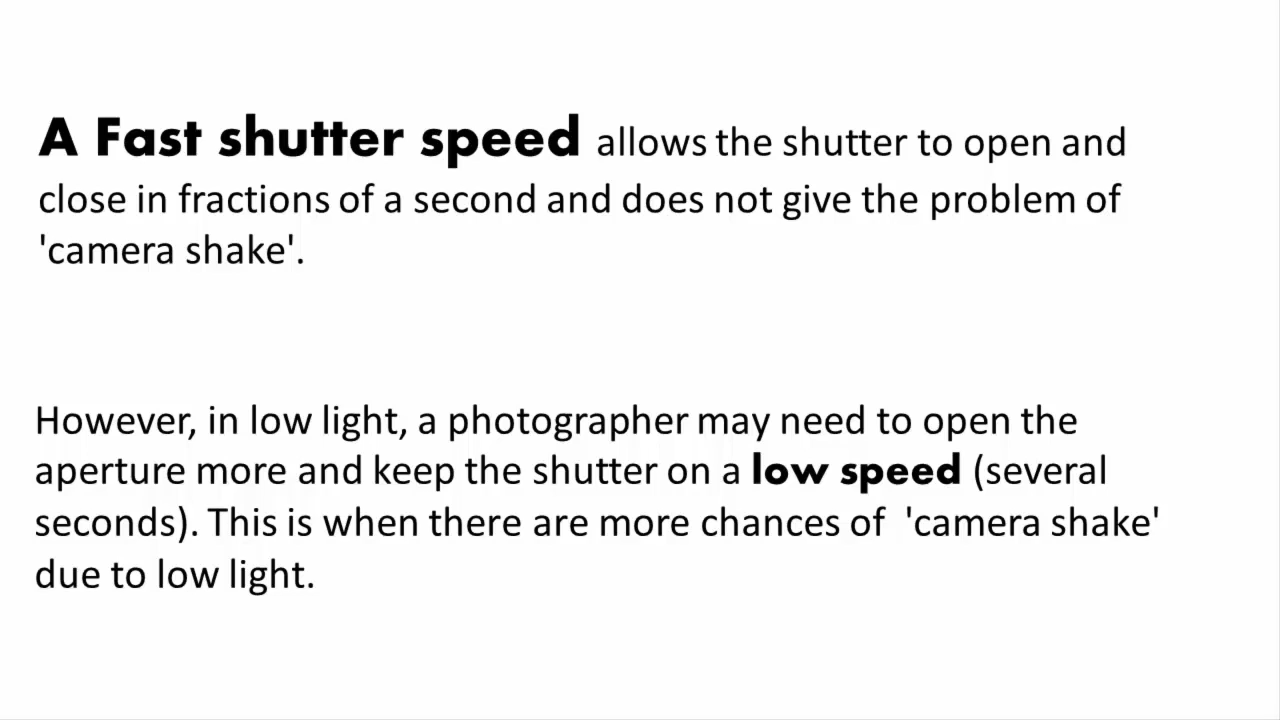 A Fast shutter speed allows the shutter to open and
close in fractions of a second and does not give the problem of
'camera shake'.
However, in low light, a photographer may need to open the
aperture more and keep the shutter on a low speed (several
seconds). This is when there are more chances of 'camera shake'
due to low light.